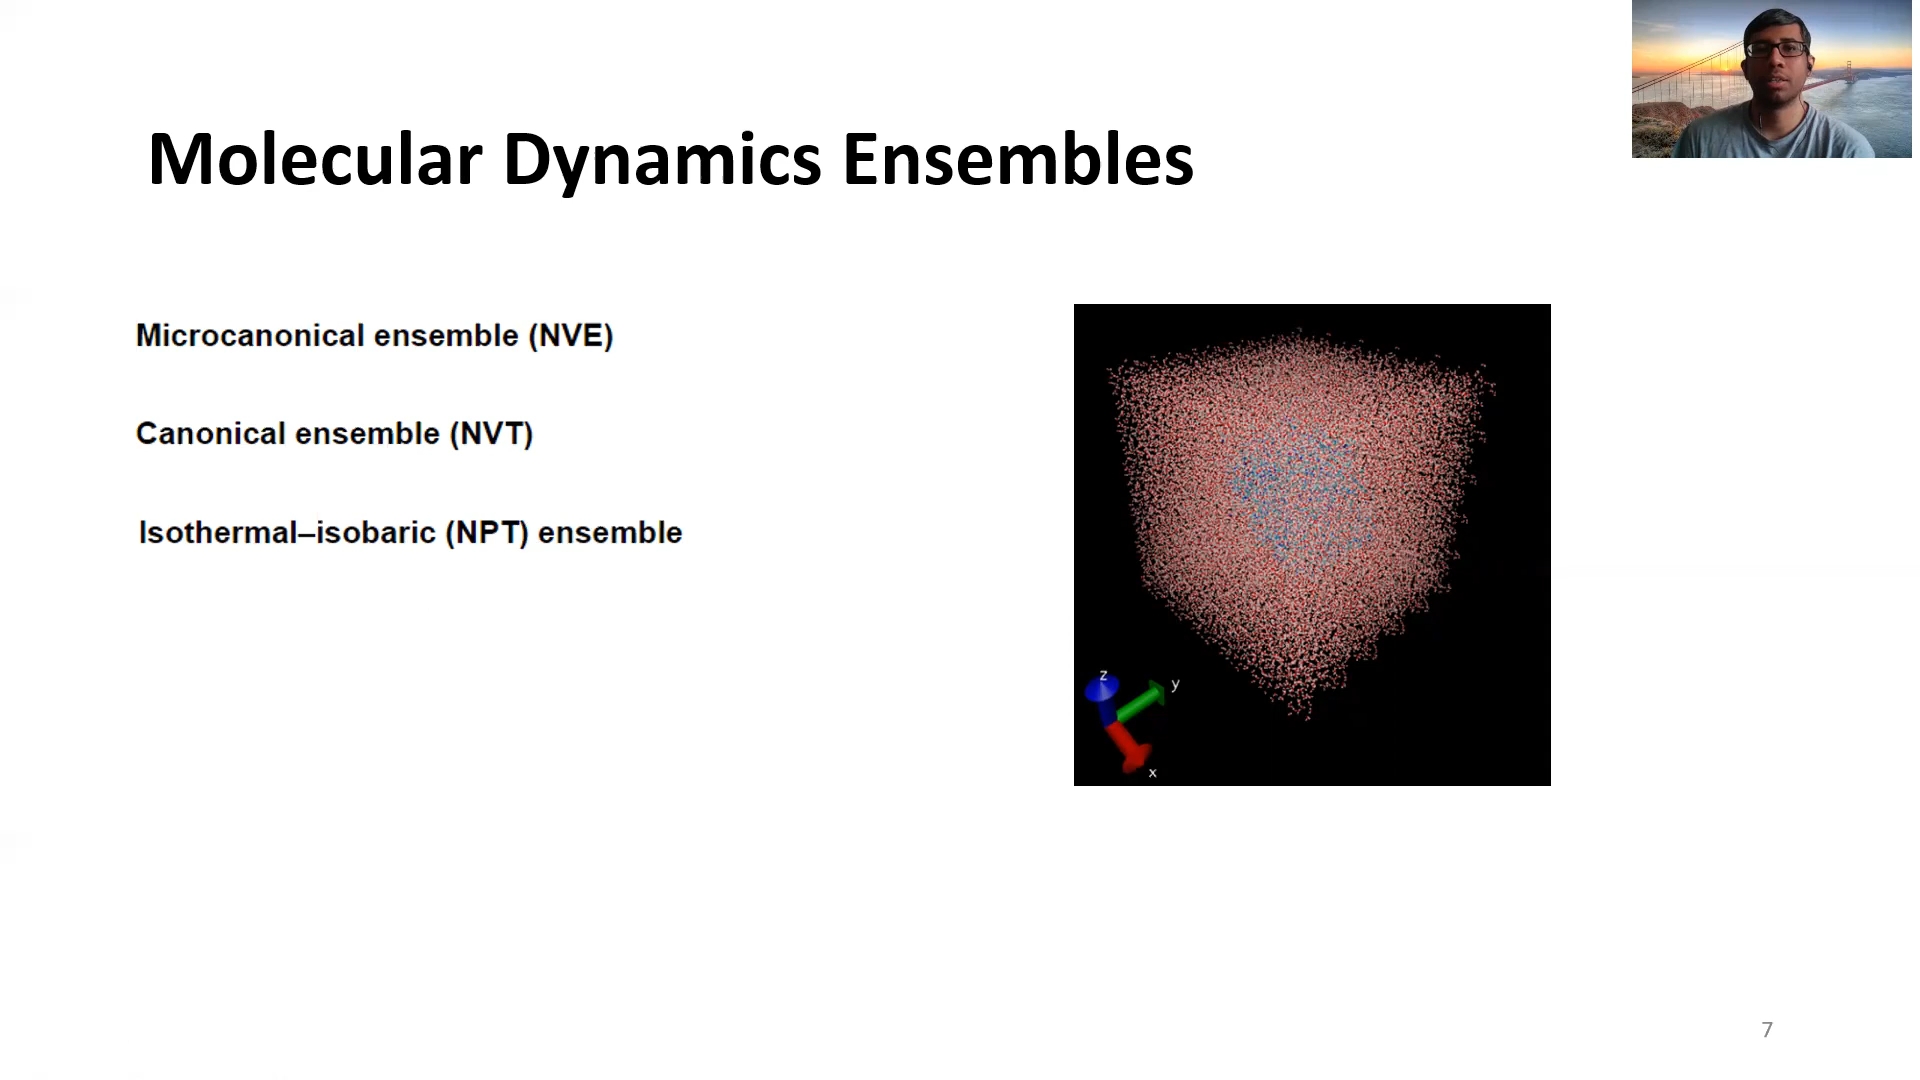 Molecular Dynamics Ensembles
Microcanonical ensemble (NVE)
Canonical ensemble (NVT)
Isothermal–isobaric (NPT) ensemble
z
y
x
7